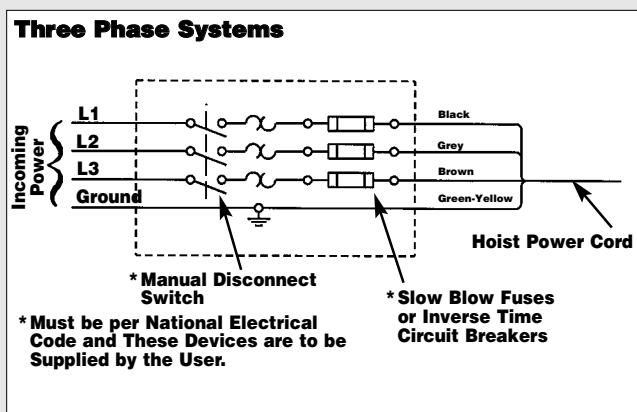 Three Phase Systems
Incoming
Power
L1
L2
L3
Ground
Black
Grey
Brown
Green-Yellow
Hoist Power Cord
* Manual Disconnect
Switch
* Slow Blow Fuses
or Inverse Time
Circuit Breakers
* Must be per National Electrical
Code and These Devices are to be
Supplied by the User.